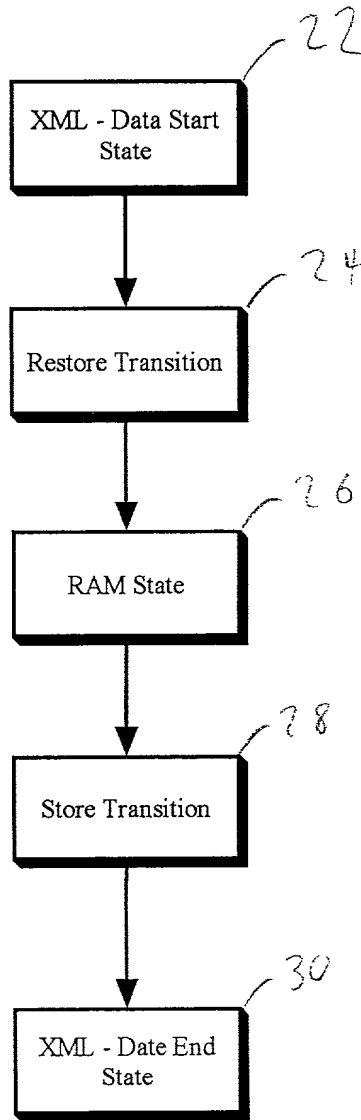 22
XML - Data Start
State
24
Restore Transition
26
RAM State
28
Store Transition
30
XML - Date End
State